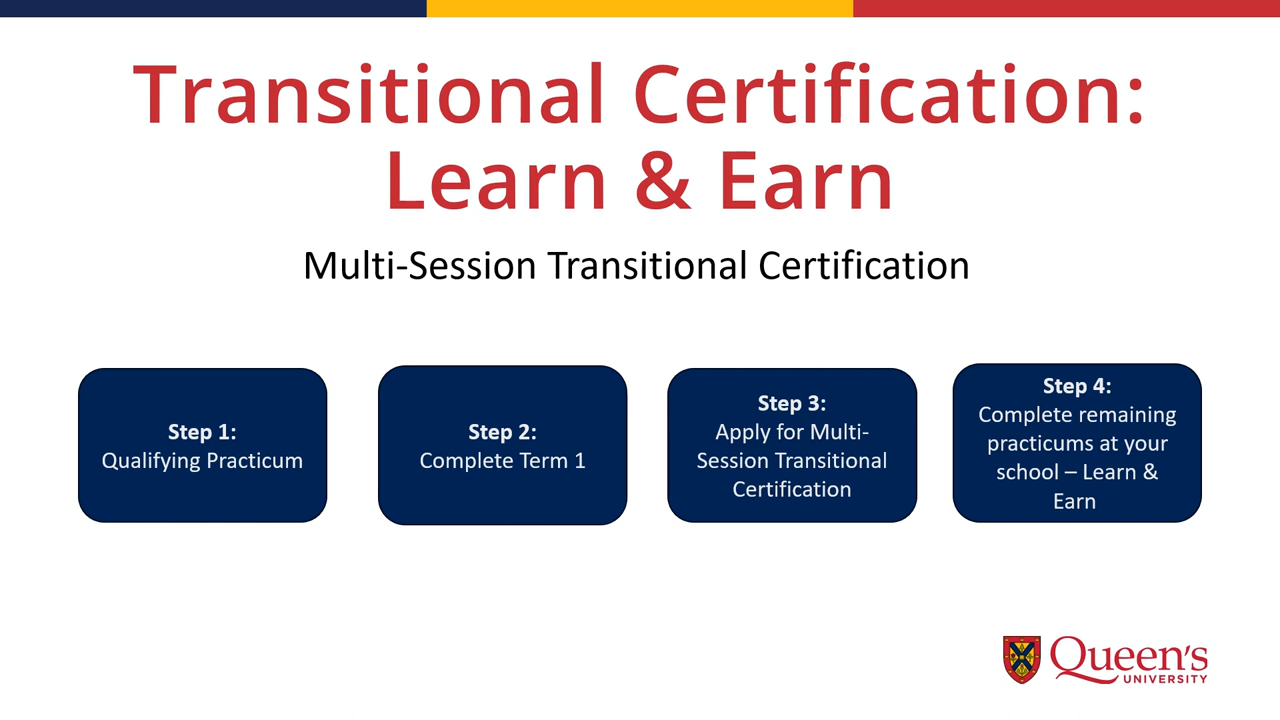 Transitional Certification:
Learn & Earn
Multi-Session Transitional Certification
Step 1:
Qualifying Practicum
Step 2:
Complete Term 1
Step 3:
Apply for Multi-
Session Transitional
Certification
Step 4:
Complete remaining
practicums at your
school – Learn &
Earn
Queen's
UNIVERSITY